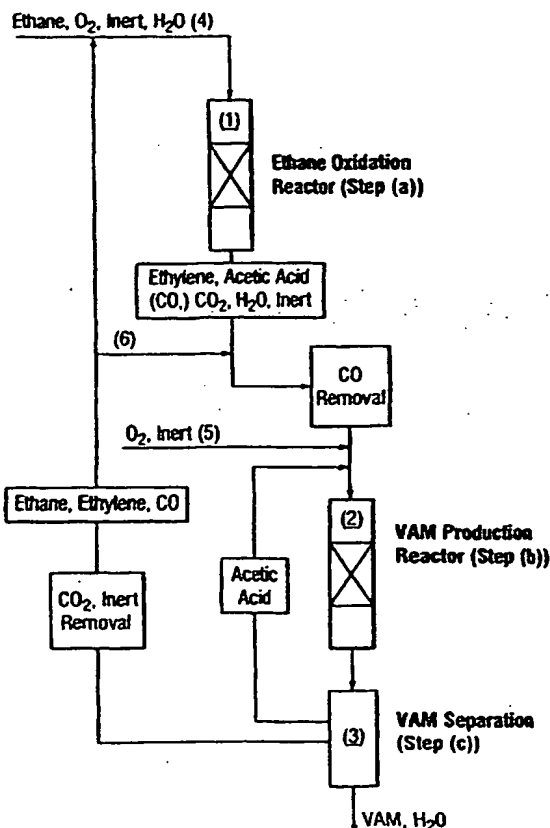 Ethane, O₂, Inert, H₂O (4)
(1)
Ethane Oxidation
Reactor (Step (a))
Ethylene, Acetic Acid
(CO,) CO₂, H₂O, Inert
(6)
CO
Removal
O₂, Inert (5)
Ethane, Ethylene, CO
(2)
VAM Production
Reactor (Step (b))
Acetic
Acid
CO₂, Inert
Removal
(3)
VAM Separation
(Step (c))
VAM, H₂O